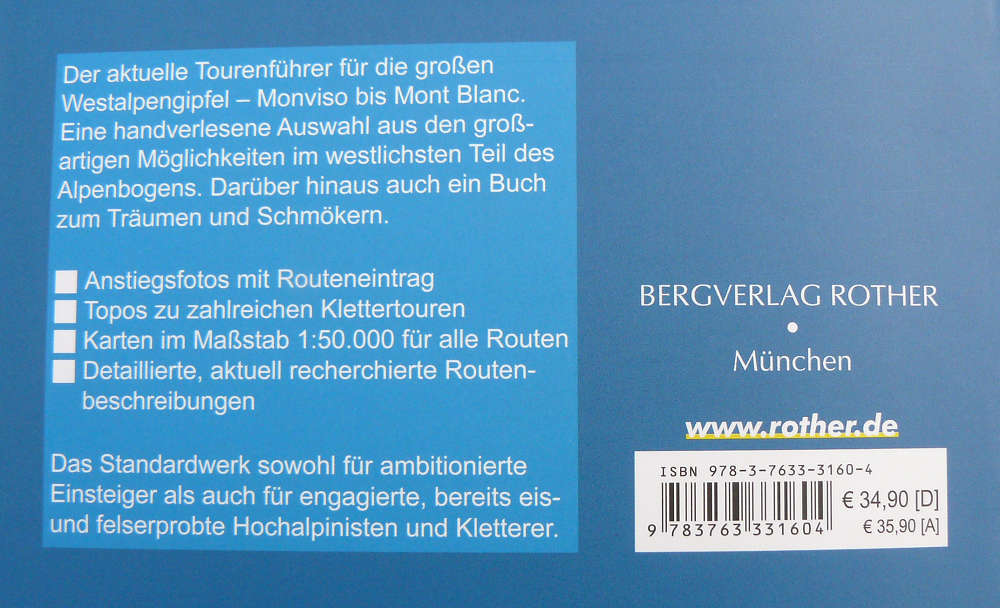 Der aktuelle Tourenführer für die großen
Westalpengipfel – Monviso bis Mont Blanc.
Eine handverlesene Auswahl aus den groß-
artigen Möglichkeiten im westlichsten Teil des
Alpenbogens. Darüber hinaus auch ein Buch
zum Träumen und Schmökern.
Anstiegsfotos mit Routeneintrag
Topos zu zahlreichen Klettertouren
Karten im Maßstab 1:50.000 für alle Routen
Detaillierte, aktuell recherchierte Routen-
beschreibungen
Das Standardwerk sowohl für ambitionierte
Einsteiger als auch für engagierte, bereits eis-
und felserprobte Hochalpinisten und Kletterer.
BERGVERLAG ROTHER
•
München
www.rother.de
ISBN 978-3-7633-3160-4
9 783763 331604
€ 34,90 [D]
€ 35,90 [A]